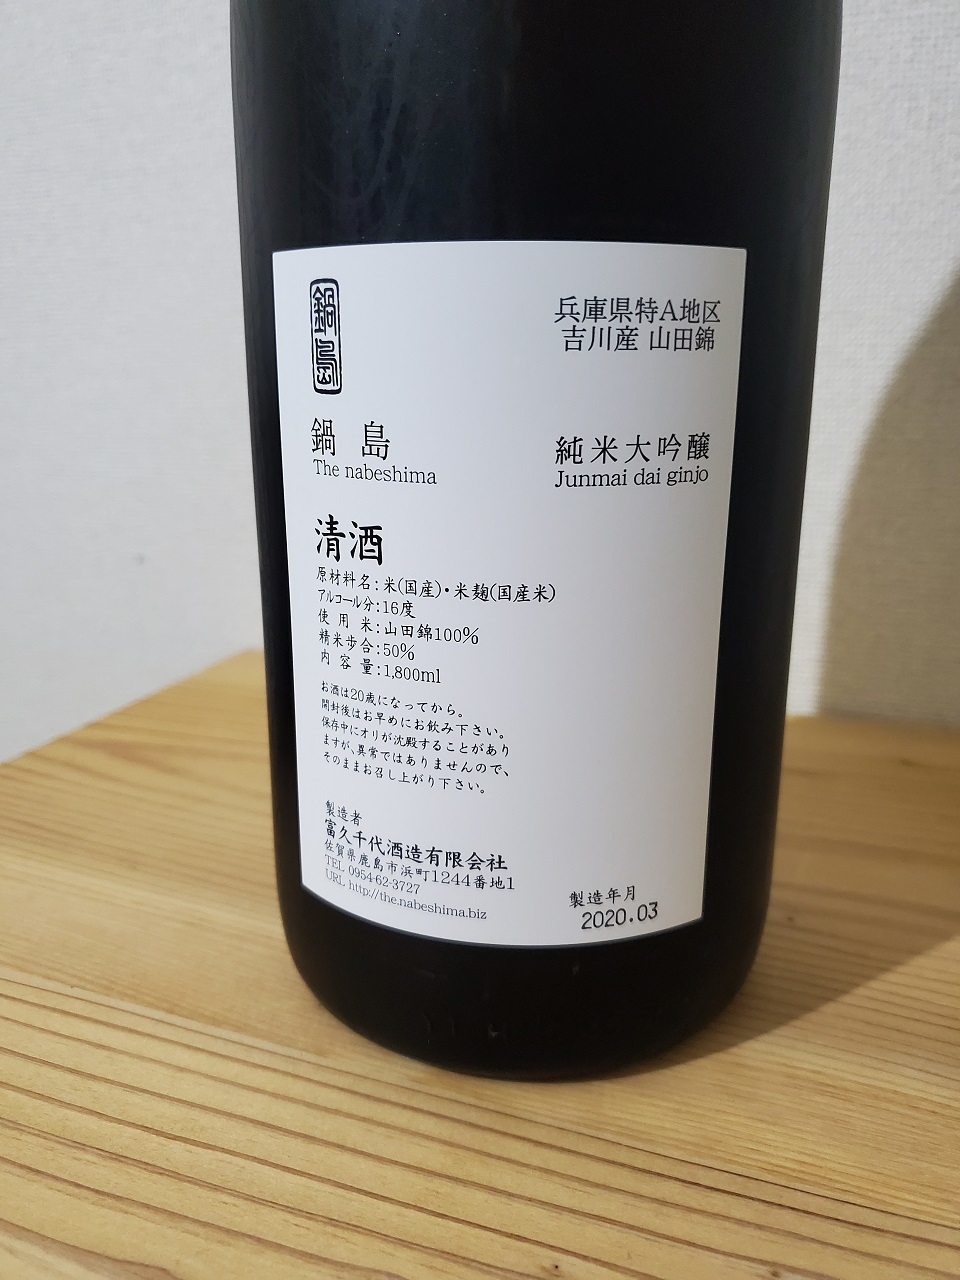 鍋島
兵庫県特A地区
吉川産 山田錦
鍋島
The nabeshima
純米大吟醸
Junmai dai ginjo
清酒
原材料名:米(国産)・米麹(国産米)
アルコール分:16度
使用米:山田錦100%
精米歩合:50%
内容量:1,800ml
お酒は20歳になってから。
開封後はお早めにお飲み下さい。
保存中にオリが沈殿することがあり
ますが、異常ではありませんので、
そのままお召し上がり下さい。
製造者
富久千代酒造有限会社
佐賀県鹿島市浜町1244番地1
TEL 0954-62-3727
URL http://the.nabeshima.biz
製造年月
2020.03